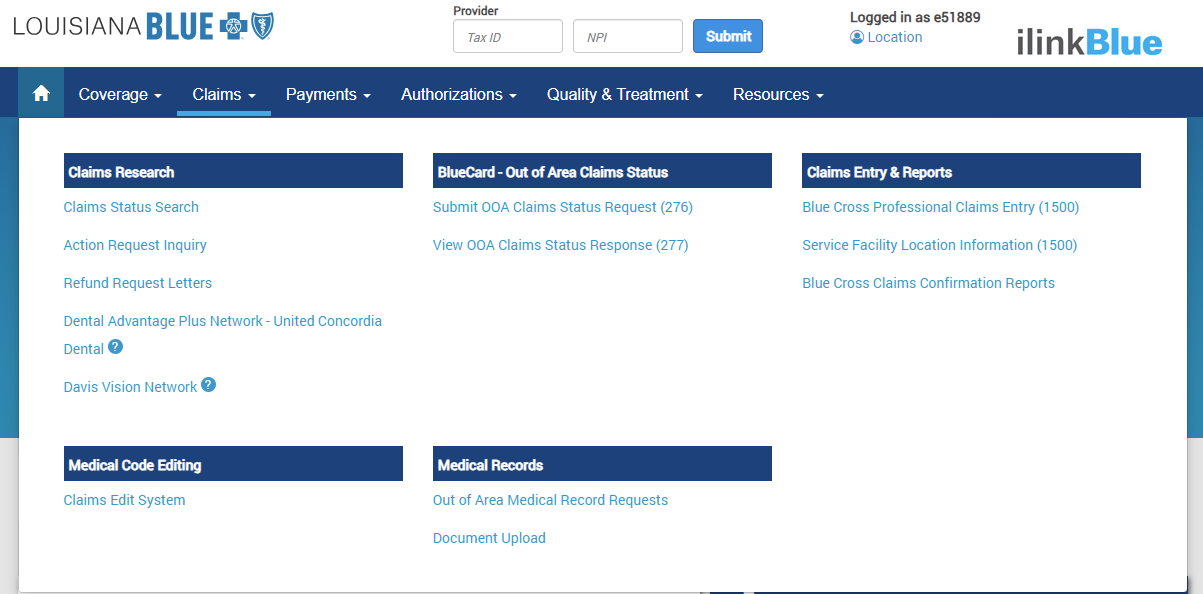 LOUISIANA BLUE
Provider
Tax ID
NPI
Submit
Logged in as e51889
Location
ilinkBlue
Coverage
Claims
Payments
Authorizations
Quality & Treatment
Resources
Claims Research
Claims Status Search
Action Request Inquiry
Refund Request Letters
Dental Advantage Plus Network - United Concordia
Dental ?
Davis Vision Network ?
BlueCard - Out of Area Claims Status
Submit OOA Claims Status Request (276)
View OOA Claims Status Response (277)
Claims Entry & Reports
Blue Cross Professional Claims Entry (1500)
Service Facility Location Information (1500)
Blue Cross Claims Confirmation Reports
Medical Code Editing
Claims Edit System
Medical Records
Out of Area Medical Record Requests
Document Upload